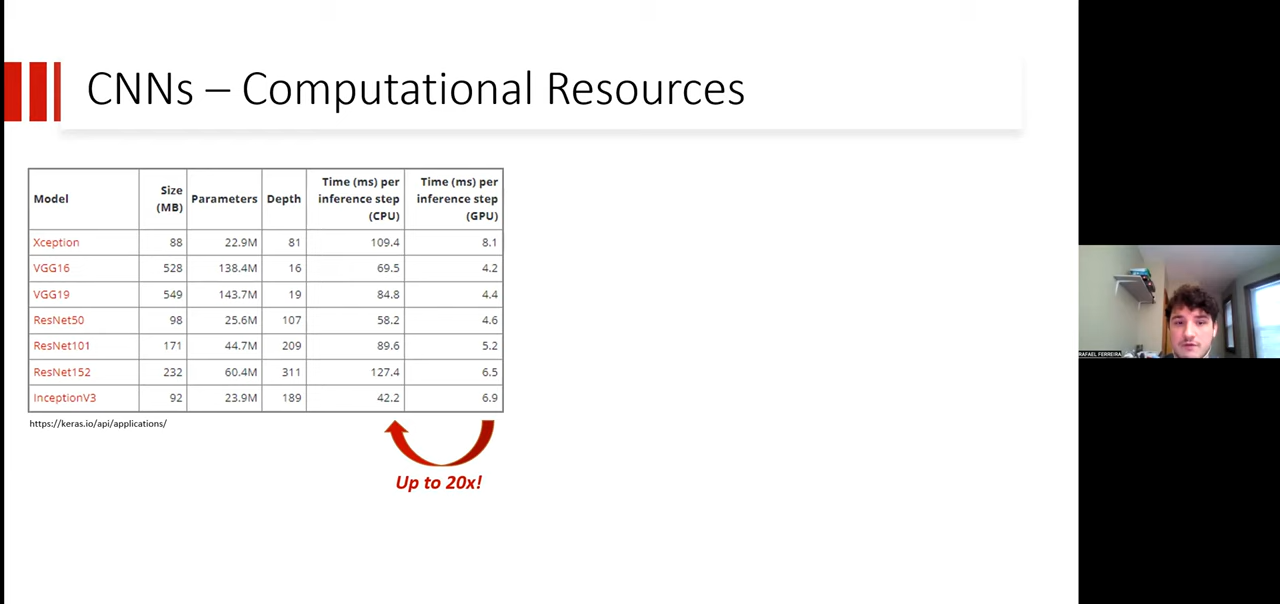 CNNs – Computational Resources
Model Size (MB) Parameters Depth Time (ms) per inference step (CPU) Time (ms) per inference step (GPU)
Xception 88 22.9M 81 109.4 8.1
VGG16 528 138.4M 16 69.5 4.2
VGG19 549 143.7M 19 84.8 4.4
ResNet50 98 25.6M 107 58.2 4.6
ResNet101 171 44.7M 209 89.6 5.2
ResNet152 232 60.4M 311 127.4 6.5
InceptionV3 92 23.9M 189 42.2 6.9
https://keras.io/api/applications/
Up to 20x!
RAFAEL FERREIRA